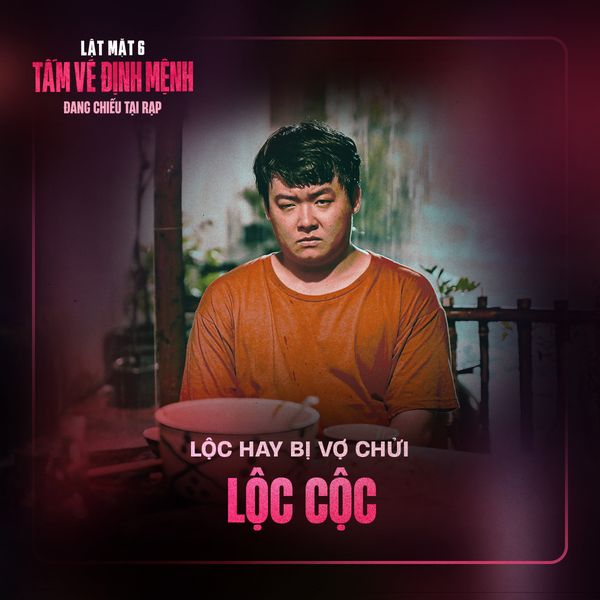 LẬT MẶT 6
TẤM VÉ ĐỊNH MỆNH
ĐANG CHIẾU TẠI RẠP
LỘC HAY BỊ VỢ CHỬI
LỘC CỘC